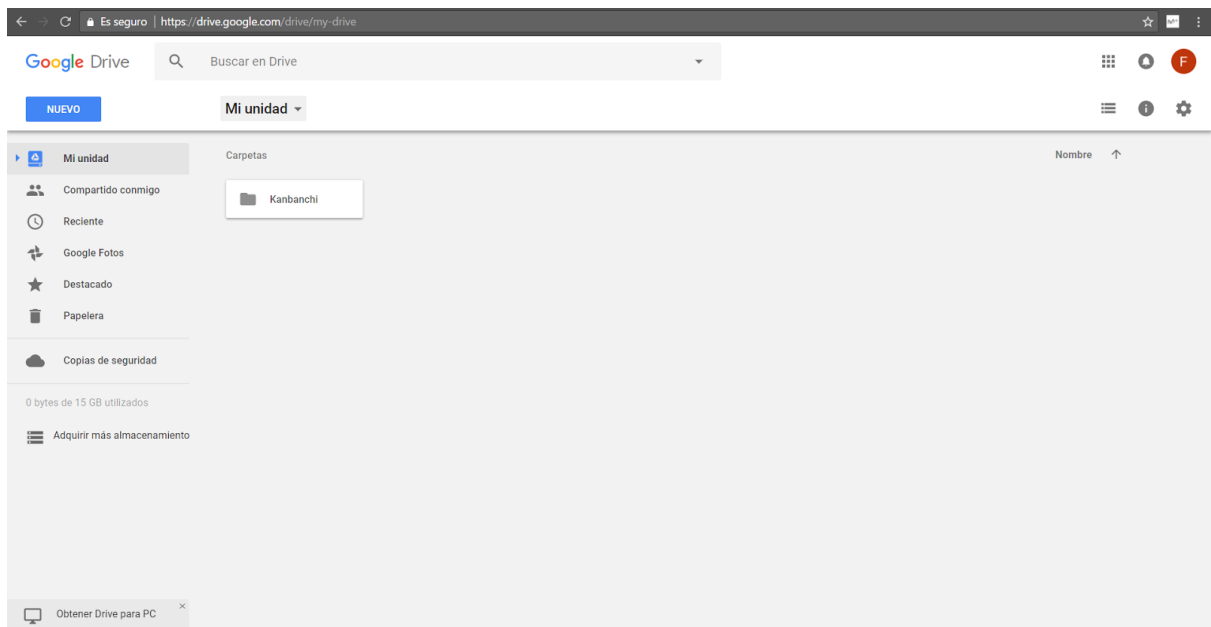 Es seguro | https://drive.google.com/drive/my-drive
Google Drive
Buscar en Drive
F
NUEVO
Mi unidad
Mi unidad
Compartido conmigo
Reciente
Google Fotos
Destacado
Papelera
Copias de seguridad
0 bytes de 15 GB utilizados
Adquirir más almacenamiento
Obtener Drive para PC
Carpetas
Nombre
Kanbanchi